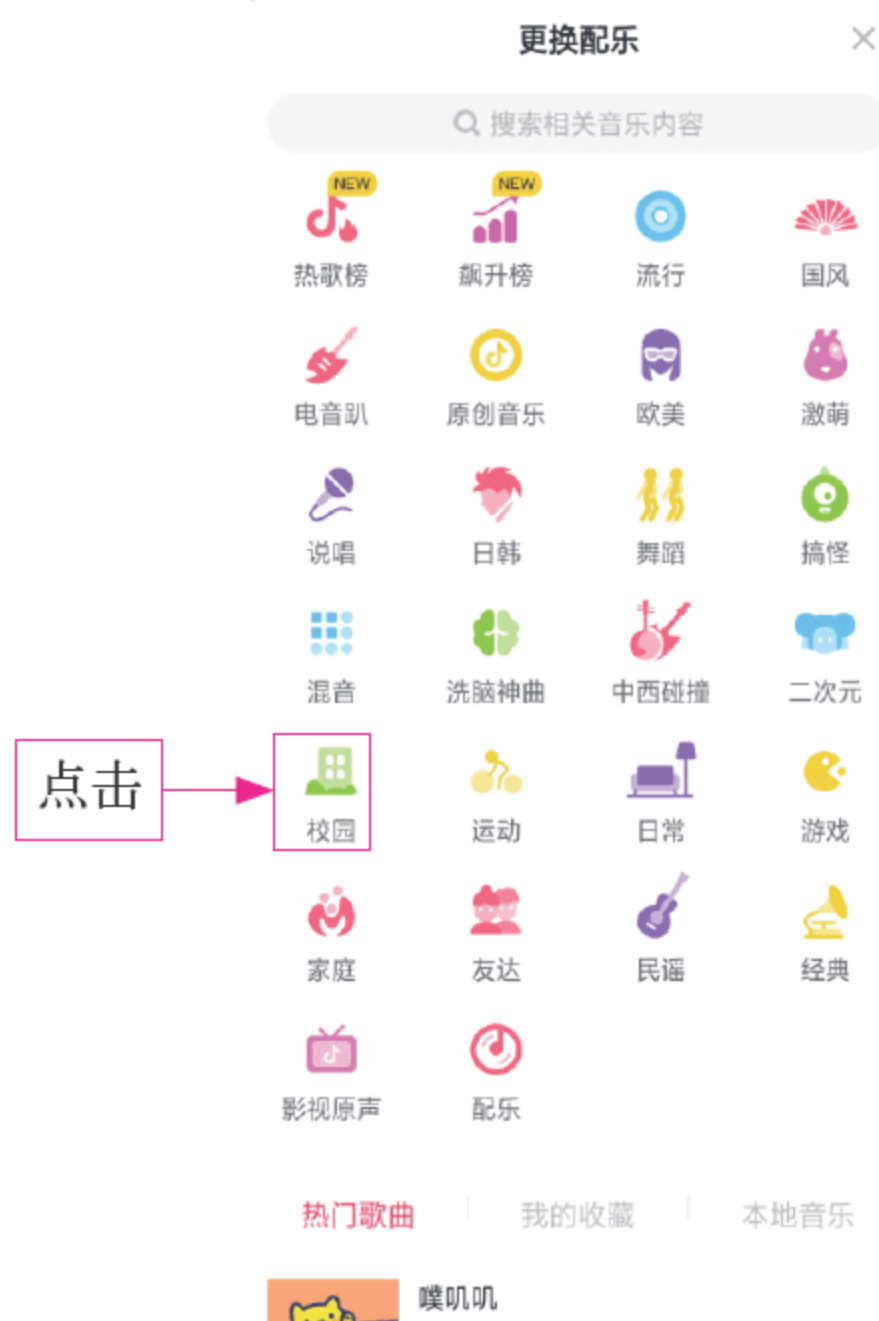 更换配乐
搜索相关音乐内容
NEW NEW
热歌榜 飙升榜 流行 国风
电音趴 原创音乐 欧美 激萌
说唱 日韩 舞蹈 搞怪
混音 洗脑神曲 中西碰撞 二次元
点击
校园 运动 日常 游戏
家庭 友达 民谣 经典
影视原声 配乐
热门歌曲 我的收藏 本地音乐
噗叽叽